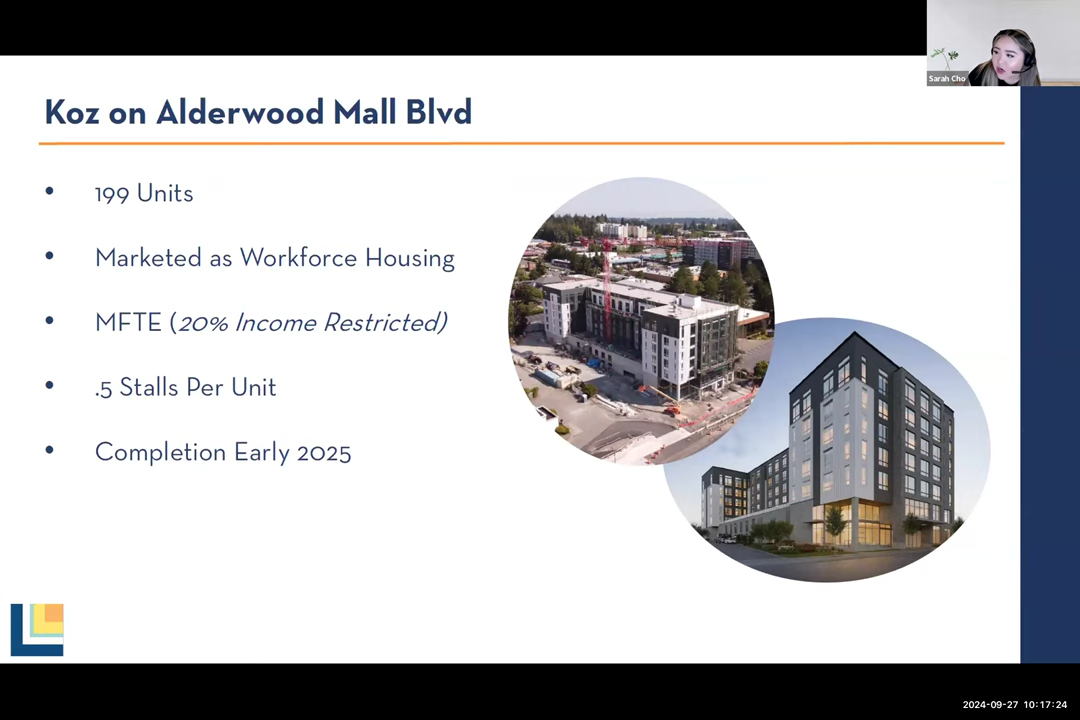 Sarah Cho
Koz on Alderwood Mall Blvd
• 199 Units
• Marketed as Workforce Housing
• MFTE (20% Income Restricted)
• .5 Stalls Per Unit
• Completion Early 2025
2024-09-27 10:17:24